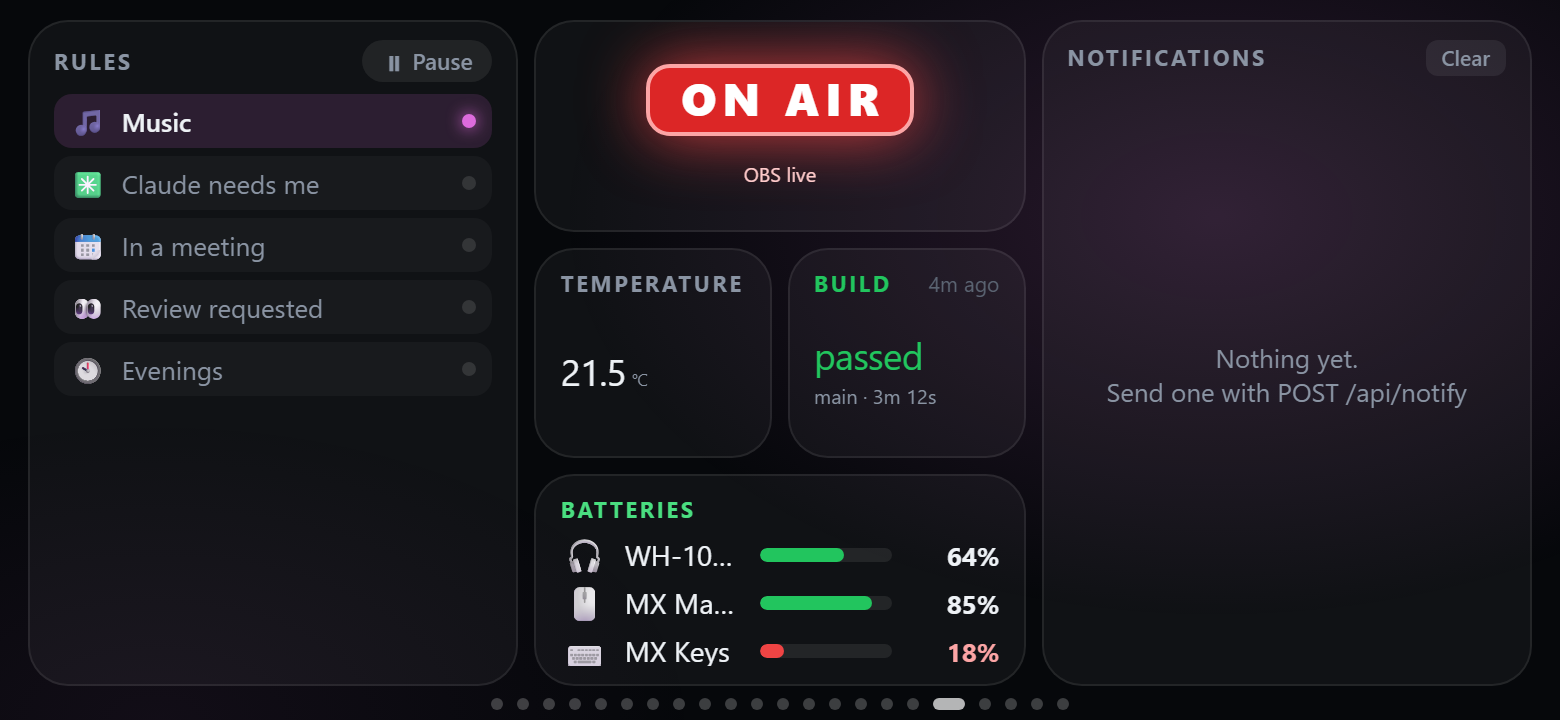 RULES
Pause
Music
Claude needs me
In a meeting
Review requested
Evenings
ON AIR
OBS live
TEMPERATURE
21.5 °C
BUILD
4m ago
passed
main · 3m 12s
BATTERIES
WH-10... 64%
MX Ma... 85%
MX Keys 18%
NOTIFICATIONS
Clear
Nothing yet.
Send one with POST /api/notify